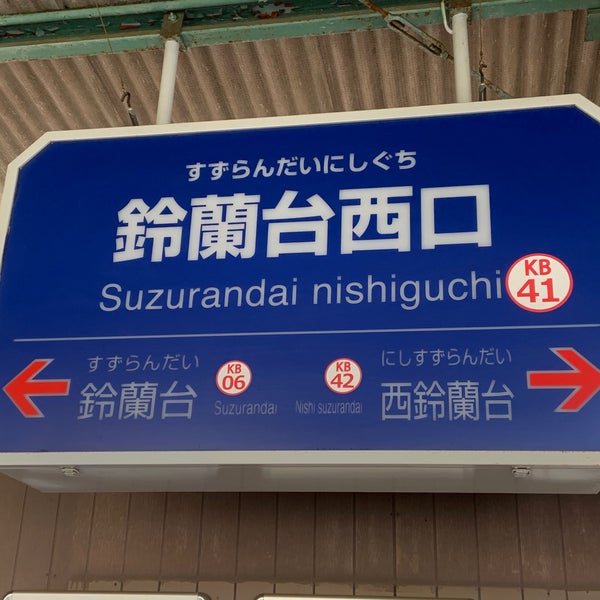 すずらんだいにしぐち
鈴蘭台西口
Suzurandai nishiguchi
KB
41
すずらんだい
鈴蘭台
KB
06
Suzurandai
KB
42
Nishi suzurandai
にしすずらんだい
西鈴蘭台